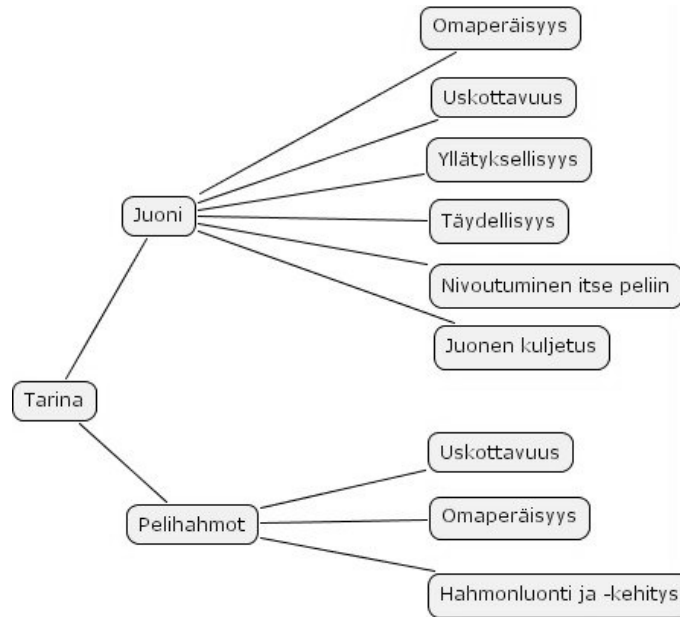 Omaperäisyys
Uskottavuus
Yllätyksellisyys
Juoni
Täydellisyys
Nivoutuminen itse peliin
Juonen kuljetus
Tarina
Uskottavuus
Omaperäisyys
Pelihahmot
Hahmonluonti ja -kehitys